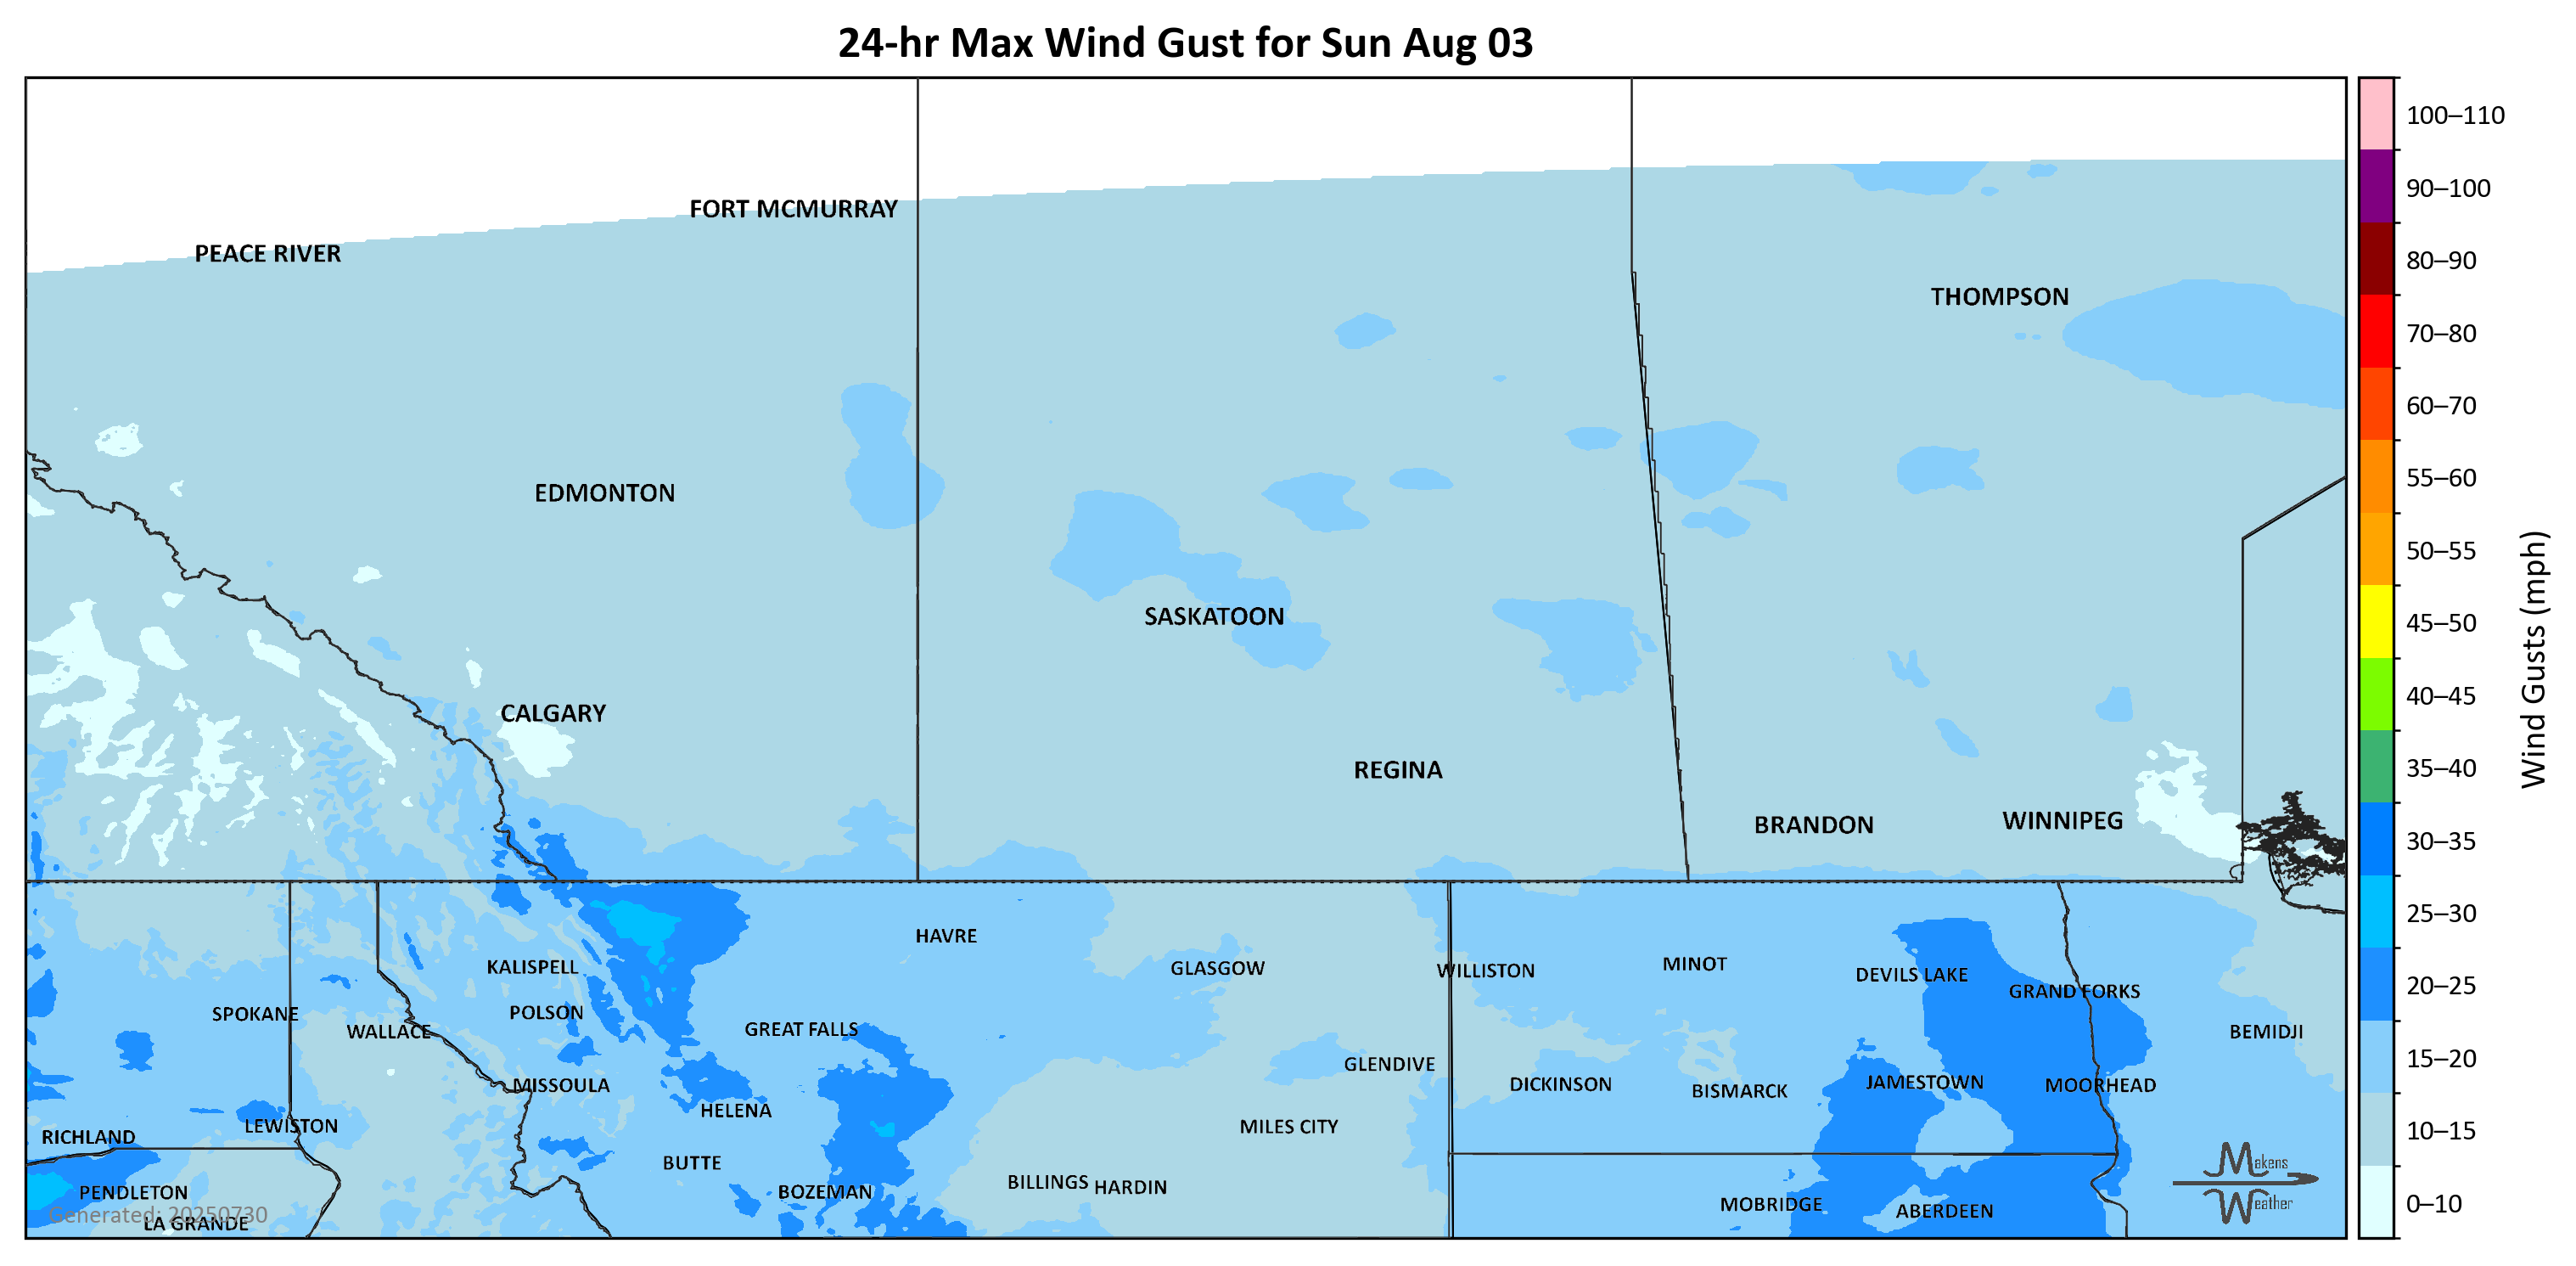 24-hr Max Wind Gust for Sun Aug 03
100–110
90–100
80–90
70–80
60–70
55–60
50–55
45–50
40–45
35–40
30–35
25–30
20–25
15–20
10–15
0–10
Wind Gusts (mph)
FORT MCMURRAY
PEACE RIVER
THOMPSON
EDMONTON
SASKATOON
CALGARY
REGINA
WINNIPEG
BRANDON
HAVRE
MINOT
KALISPELL
GLASGOW
WILLISTON
DEVILS LAKE
GRAND FORKS
POLSON
SPOKANE
GREAT FALLS
WALLACE
BEMIDJI
GLENDIVE
JAMESTOWN
DICKINSON
MISSOULA
MOORHEAD
BISMARCK
HELENA
LEWISTON
MILES CITY
RICHLAND
BUTTE
BILLINGS
HARDIN
PENDLETON
BOZEMAN
MOBRIDGE
ABERDEEN
Generated: 20250730
LA GRANDE
Makens
Weather